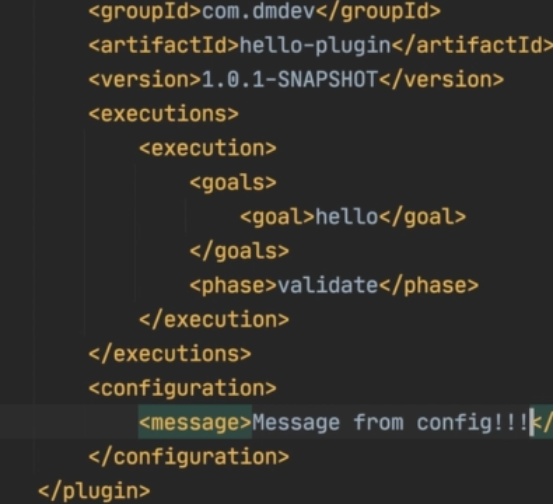 <groupId>com.dmdev</groupId>
<artifactId>hello-plugin</artifactId>
<version>1.0.1-SNAPSHOT</version>
<executions>
<execution>
<goals>
<goal>hello</goal>
</goals>
<phase>validate</phase>
</execution>
</executions>
<configuration>
<message>Message from config!!!</
</configuration>
</plugin>